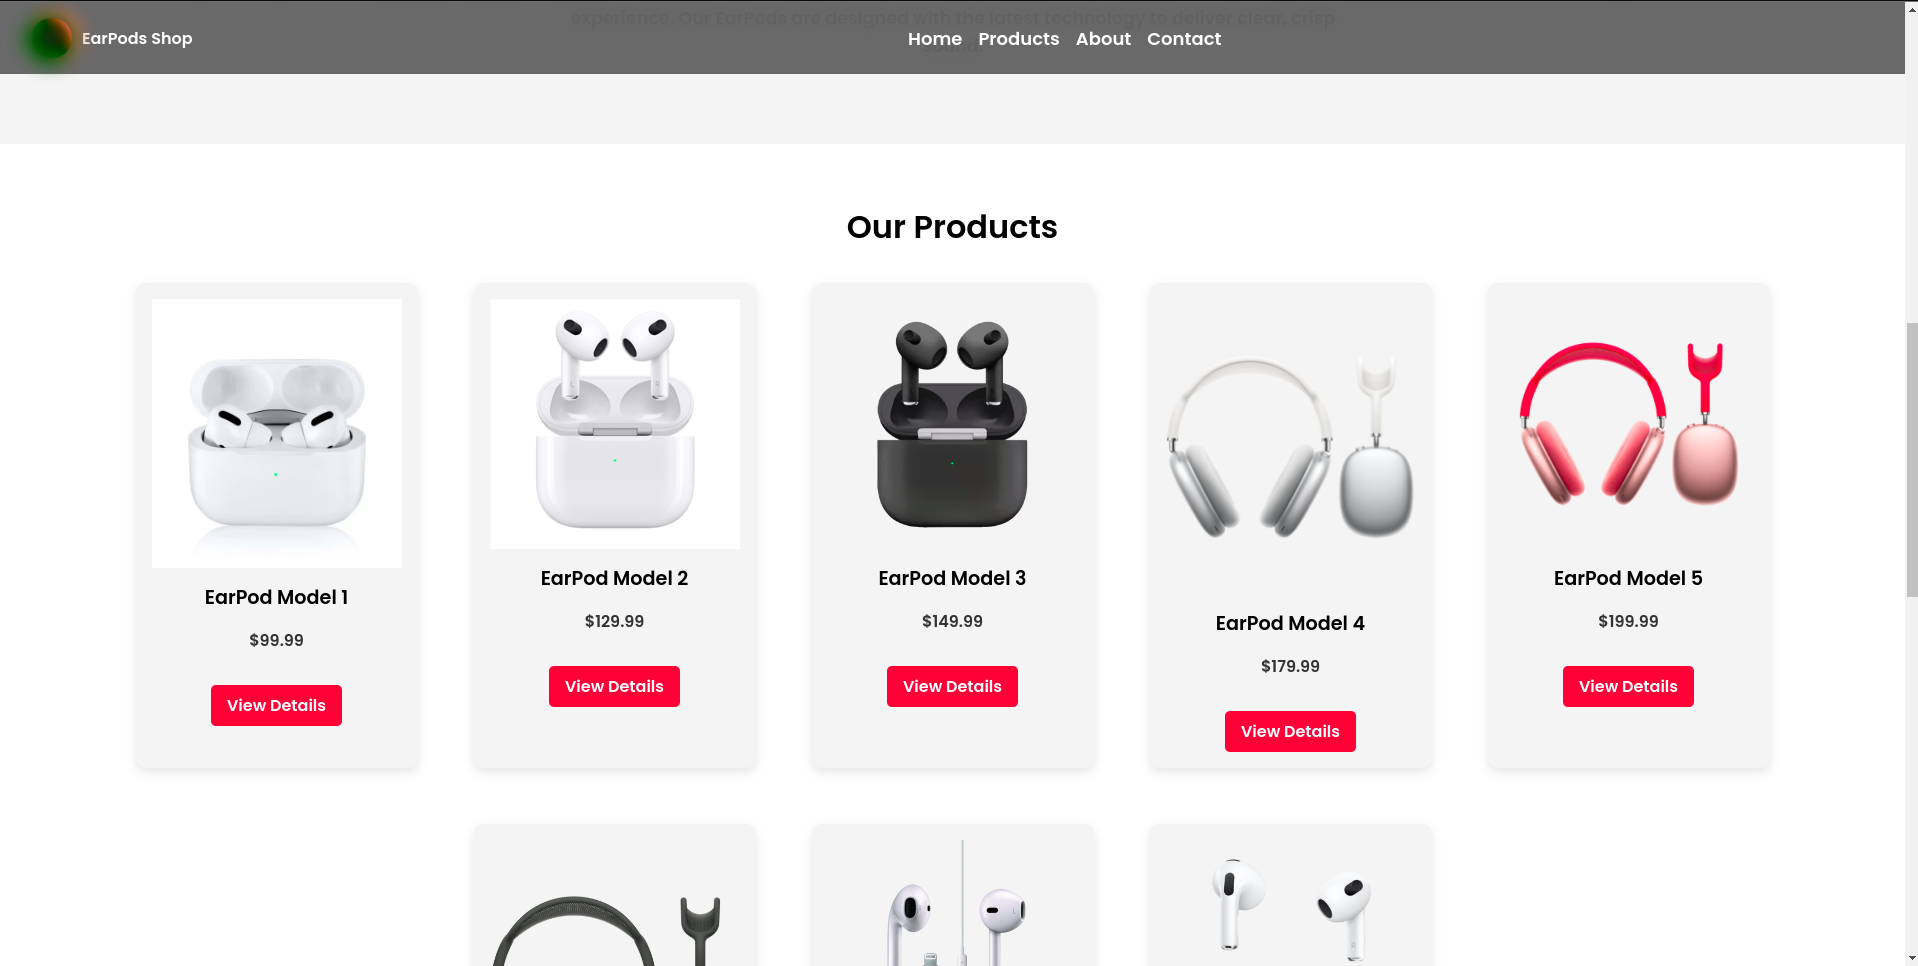 experience. Our EarPods are designed with the latest technology to deliver clear, crisp
EarPods Shop
Home Products About Contact
Our Products
EarPod Model 1
$99.99
View Details
EarPod Model 2
$129.99
View Details
EarPod Model 3
$149.99
View Details
EarPod Model 4
$179.99
View Details
EarPod Model 5
$199.99
View Details